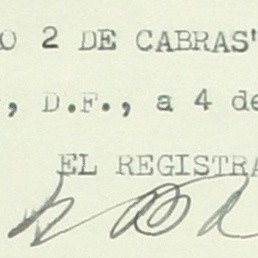 O 2 DE CABRAS"
, D.F., a 4 de
EL REGISTRA